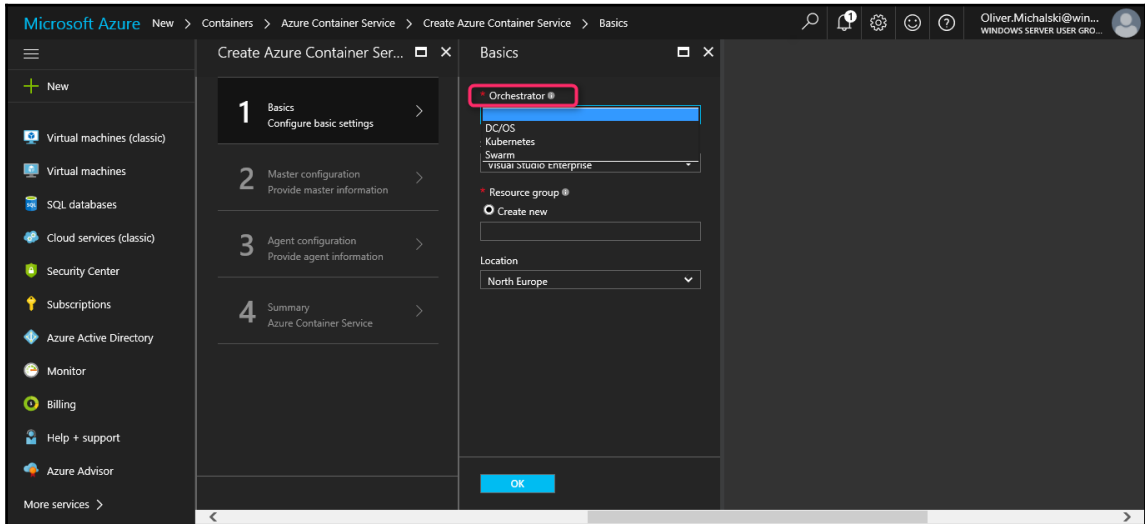 Microsoft Azure New > Containers > Azure Container Service > Create Azure Container Service > Basics
1
Oliver.Michalski@win...
WINDOWS SERVER USER GRO...
New
Virtual machines (classic)
Virtual machines
SQL databases
Cloud services (classic)
Security Center
Subscriptions
Azure Active Directory
Monitor
Billing
Help + support
Azure Advisor
More services >
Create Azure Container Ser...
1
Basics
Configure basic settings
2
Master configuration
Provide master information
3
Agent configuration
Provide agent information
4
Summary
Azure Container Service
Basics
* Orchestrator
DC/OS
Kubernetes
Swarm
Visual Studio Enterprise
* Resource group
Create new
Location
North Europe
OK